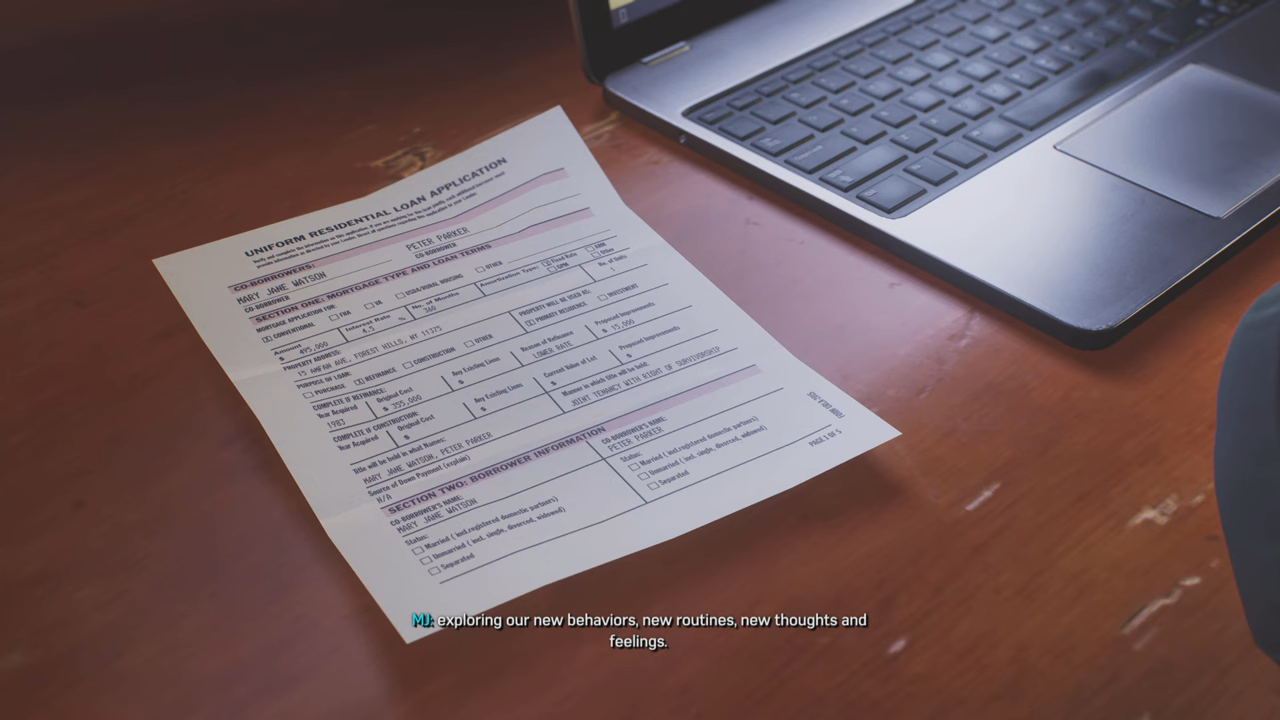 UNIFORM RESIDENTIAL LOAN APPLICATION
CO-BORROWERS:
MARY JANE WATSON PETER PARKER
CO-BORROWER CO-BORROWER
SECTION ONE: MORTGAGE TYPE AND LOAN TERMS
MORTGAGE APPLICATION FOR:
CONVENTIONAL FHA VA USDA/RURAL HOUSING OTHER
Amount Interest Rate No. of Months Amortization Type: Fixed Rate ARM
$ 495,000 4.5 % 360 GPM Other
No. of Units
1
PROPERTY ADDRESS:
FOREST HILLS, NY 11375
PROPERTY WILL BE USED AS:
PRIMARY RESIDENCE INVESTMENT
PURPOSE OF LOAN:
PURCHASE REFINANCE CONSTRUCTION OTHER
COMPLETE IF REFINANCE:
Year Acquired Original Cost Any Existing Liens Reason of Refinance Proposed Improvements
1983 $ 355,000 $ LOWER RATE $ 15,000
COMPLETE IF CONSTRUCTION:
Year Acquired Original Cost Any Existing Liens Current Value of Lot Proposed Improvements
$ $ $ $
Title will be held in what Names: Manner in which title will be held:
MARY JANE WATSON, PETER PARKER JOINT TENANCY WITH RIGHT OF SURVIVORSHIP
Source of Down Payment (explain)
N/A
SECTION TWO: BORROWER INFORMATION
CO-BORROWER'S NAME: CO-BORROWER'S NAME:
MARY JANE WATSON PETER PARKER
Status: Status:
Married ( incl.registered domestic partners) Married ( incl.registered domestic partners)
Unmarried ( incl. single, divorced, widowed) Unmarried ( incl. single, divorced, widowed)
Separated Separated
PAGE 1 OF 5
MJ: exploring our new behaviors, new routines, new thoughts and
feelings.